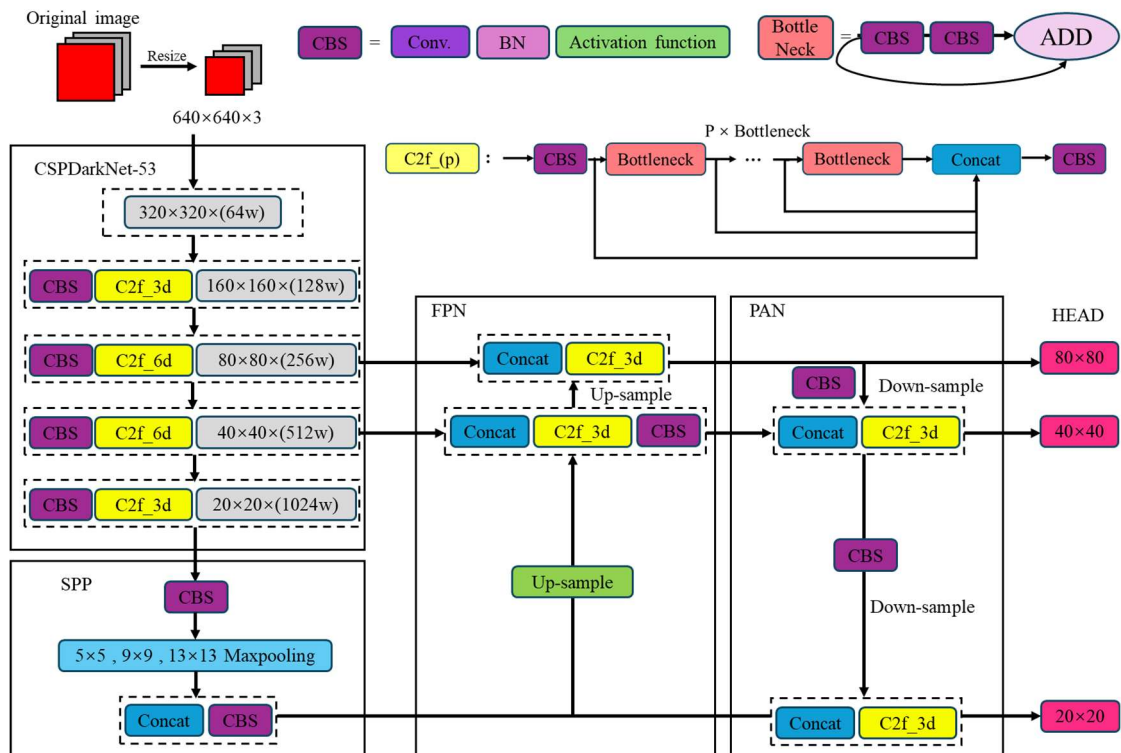 Original image
Resize
640×640×3
CBS = Conv. BN Activation function
Bottle Neck = CBS CBS ADD
P × Bottleneck
C2f_(p) : CBS Bottleneck ··· Bottleneck Concat CBS
CSPDarkNet-53
320×320×(64w)
CBS C2f_3d 160×160×(128w)
CBS C2f_6d 80×80×(256w)
CBS C2f_6d 40×40×(512w)
CBS C2f_3d 20×20×(1024w)
SPP
CBS
5×5 , 9×9 , 13×13 Maxpooling
Concat CBS
FPN
Concat C2f_3d
Up-sample
Concat C2f_3d CBS
Up-sample
PAN
CBS Down-sample
Concat C2f_3d
CBS
Down-sample
Concat C2f_3d
HEAD
80×80
40×40
20×20